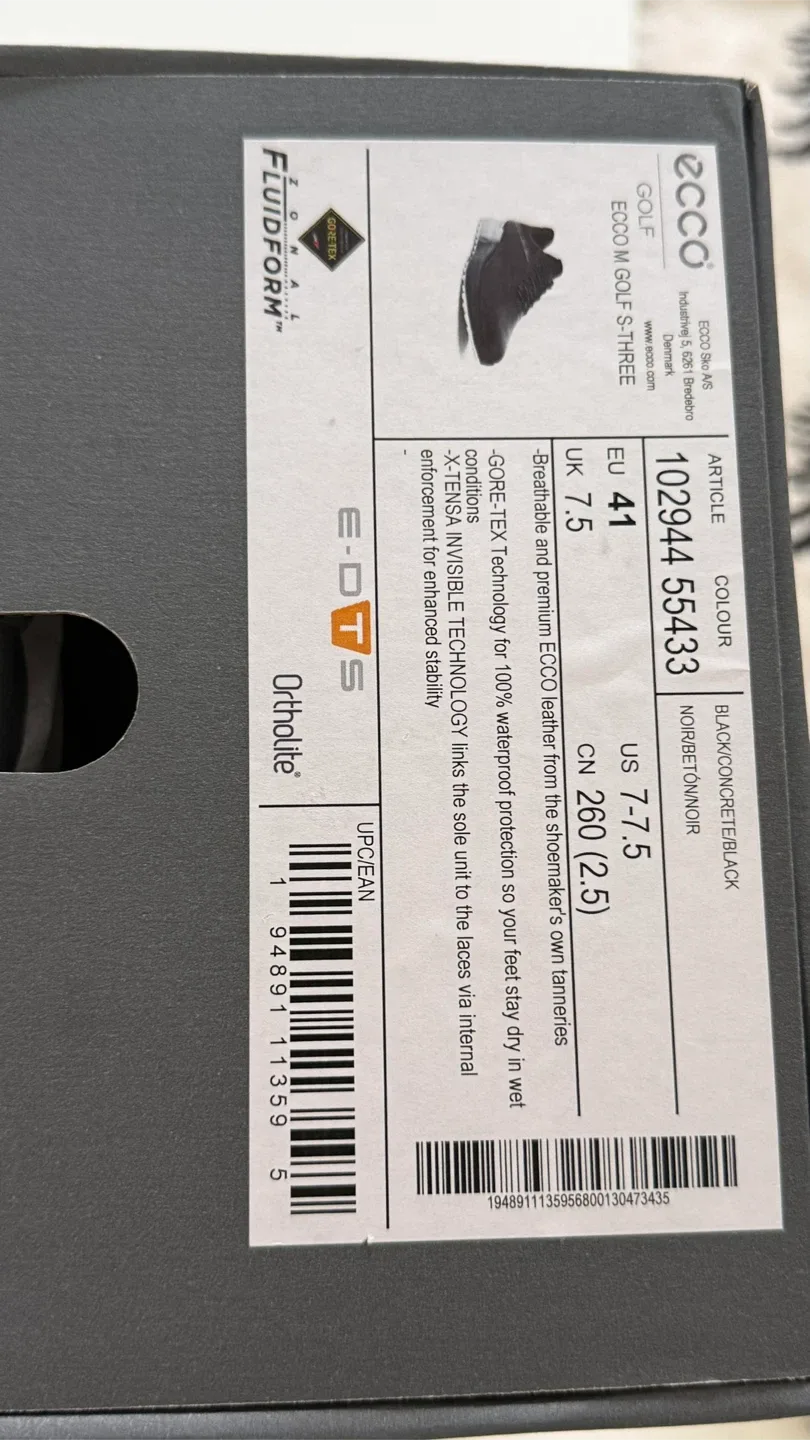 ecco®
ECCO Sko A/S
Industrivej 5, 6261 Bredebro
Denmark
www.ecco.com
GOLF
ECCO M GOLF S-THREE
ARTICLE COLOUR
102944 55433
BLACK/CONCRETE/BLACK
NOIR/BETÓN/NOIR
EU 41 US 7-7.5
UK 7.5 CN 260 (2.5)
-Breathable and premium ECCO leather from the shoemaker's own tanneries
-GORE-TEX Technology for 100% waterproof protection so your feet stay dry in wet
conditions
-X-TENSA INVISIBLE TECHNOLOGY links the sole unit to the laces via internal
enforcement for enhanced stability
-
1948911135956800130473435
GORE-TEX
ZONAL
FLUIDFORM™
E-DTS
Ortholite®
UPC/EAN
1 94891 11359 5